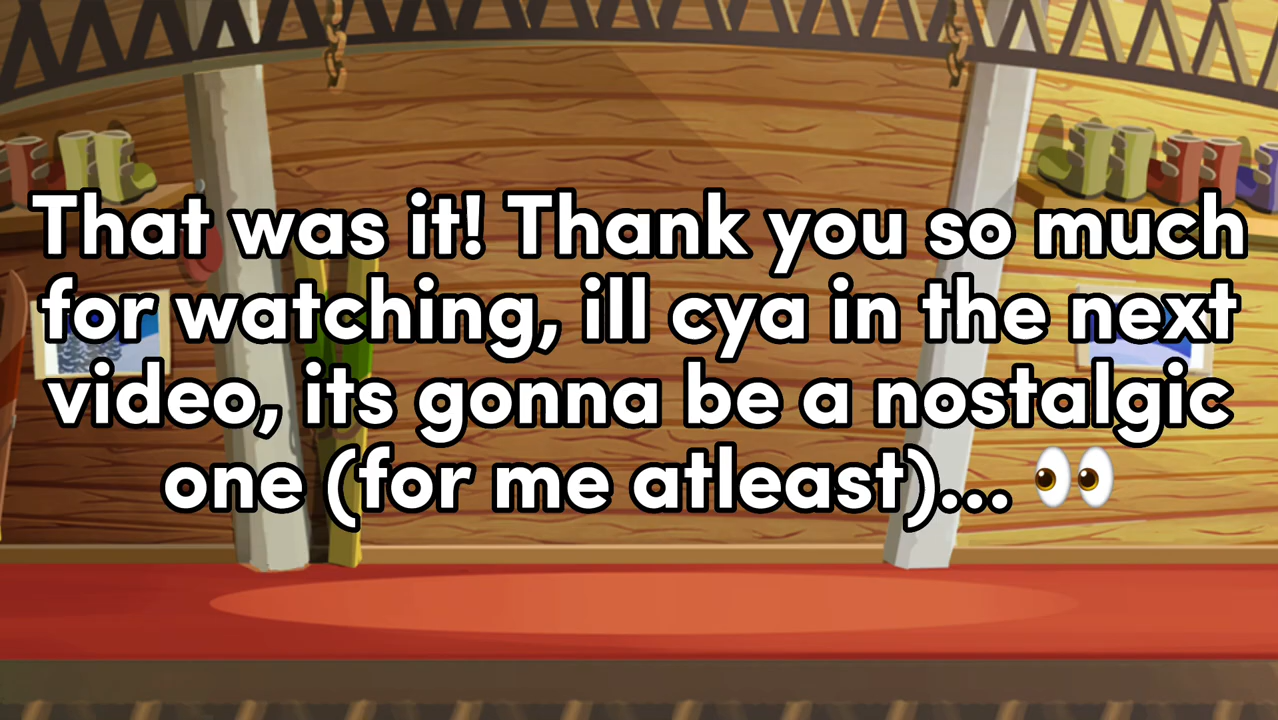 That was it! Thank you so much
for watching, ill cya in the next
video, its gonna be a nostalgic
one (for me atleast)... 👀